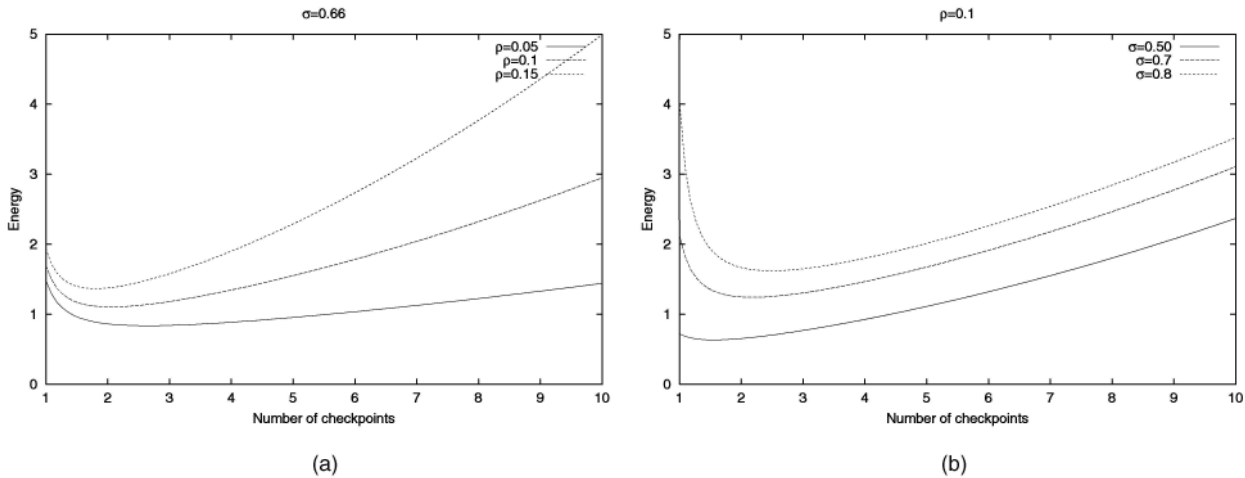 σ=0.66
5
4
3
2
1
0
Energy
ρ=0.05
ρ=0.1
ρ=0.15
1 2 3 4 5 6 7 8 9 10
Number of checkpoints
(a)
ρ=0.1
5
4
3
2
1
0
Energy
σ=0.50
σ=0.7
σ=0.8
1 2 3 4 5 6 7 8 9 10
Number of checkpoints
(b)